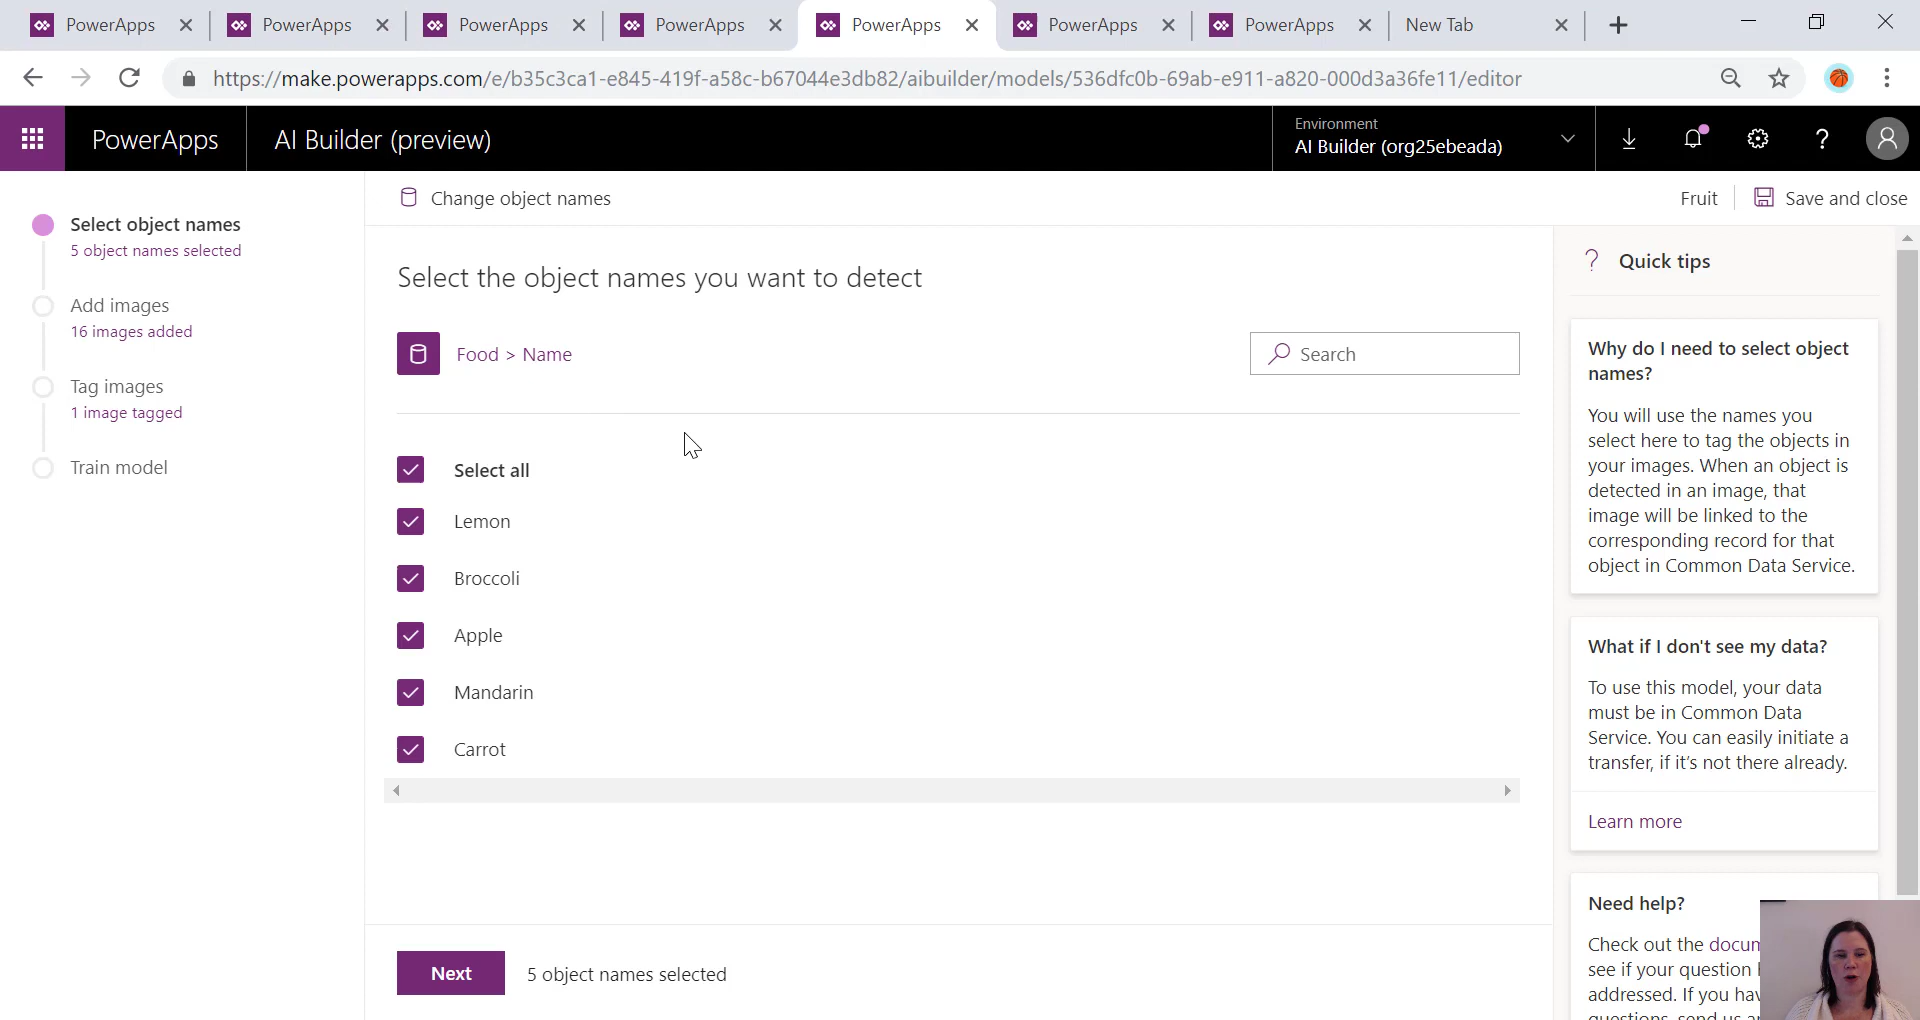 PowerApps PowerApps PowerApps PowerApps PowerApps PowerApps PowerApps New Tab
https://make.powerapps.com/e/b35c3ca1-e845-419f-a58c-b67044e3db82/aibuilder/models/536dfc0b-69ab-e911-a820-000d3a36fe11/editor
PowerApps
AI Builder (preview)
Environment
AI Builder (org25ebeada)
?
Select object names
5 object names selected
Add images
16 images added
Tag images
1 image tagged
Train model
Change object names
Fruit
Save and close
Select the object names you want to detect
Food > Name
Search
Select all
Lemon
Broccoli
Apple
Mandarin
Carrot
Next
5 object names selected
? Quick tips
Why do I need to select object
names?
You will use the names you
select here to tag the objects in
your images. When an object is
detected in an image, that
image will be linked to the
corresponding record for that
object in Common Data Service.
What if I don't see my data?
To use this model, your data
must be in Common Data
Service. You can easily initiate a
transfer, if it's not there already.
Learn more
Need help?
Check out the docum
see if your question
addressed. If you hav
questions, send us a